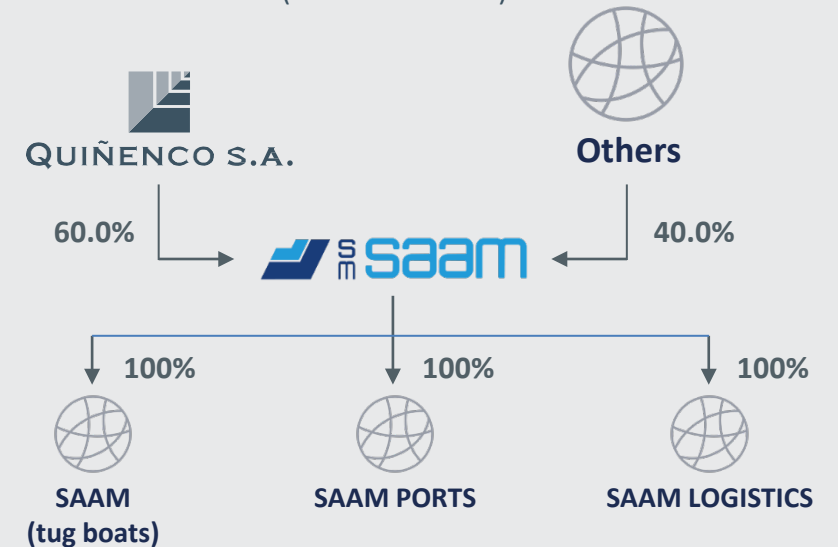 QUIÑENCO S.A.
Others
60.0%
40.0%
SM saam
100%
100%
100%
SAAM
(tug boats)
SAAM PORTS
SAAM LOGISTICS